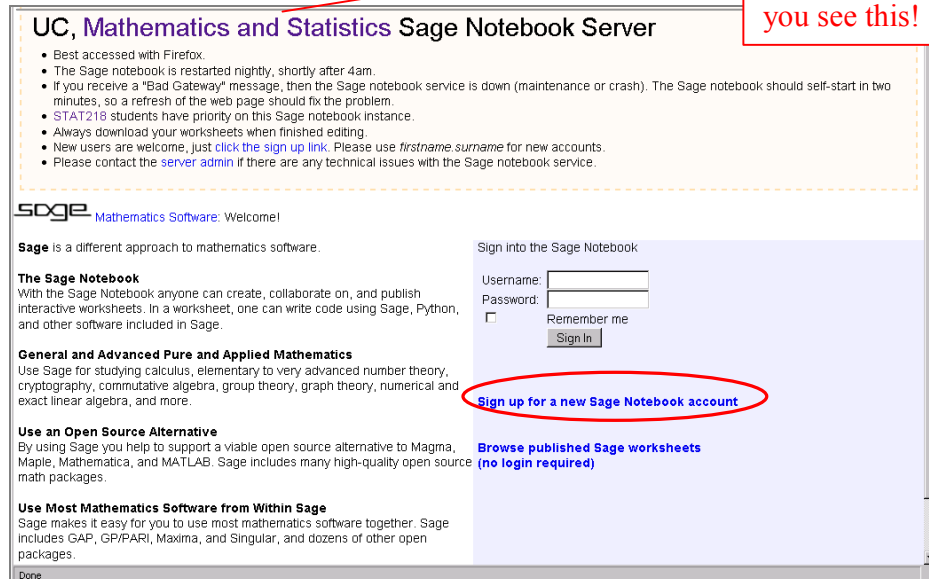 you see this!
UC, Mathematics and Statistics Sage Notebook Server
• Best accessed with Firefox.
• The Sage notebook is restarted nightly, shortly after 4am.
• If you receive a "Bad Gateway" message, then the Sage notebook service is down (maintenance or crash). The Sage notebook should self-start in two
minutes, so a refresh of the web page should fix the problem.
• STAT218 students have priority on this Sage notebook instance.
• Always download your worksheets when finished editing.
• New users are welcome, just click the sign up link. Please use firstname.surname for new accounts.
• Please contact the server admin if there are any technical issues with the Sage notebook service.
sage Mathematics Software: Welcome!
Sage is a different approach to mathematics software.
The Sage Notebook
With the Sage Notebook anyone can create, collaborate on, and publish
interactive worksheets. In a worksheet, one can write code using Sage, Python,
and other software included in Sage.
General and Advanced Pure and Applied Mathematics
Use Sage for studying calculus, elementary to very advanced number theory,
cryptography, commutative algebra, group theory, graph theory, numerical and
exact linear algebra, and more.
Use an Open Source Alternative
By using Sage you help to support a viable open source alternative to Magma,
Maple, Mathematica, and MATLAB. Sage includes many high-quality open source
math packages.
Use Most Mathematics Software from Within Sage
Sage makes it easy for you to use most mathematics software together. Sage
includes GAP, GP/PARI, Maxima, and Singular, and dozens of other open
packages.
Sign into the Sage Notebook
Username:
Password:
Remember me
Sign In
Sign up for a new Sage Notebook account
Browse published Sage worksheets
(no login required)
Done